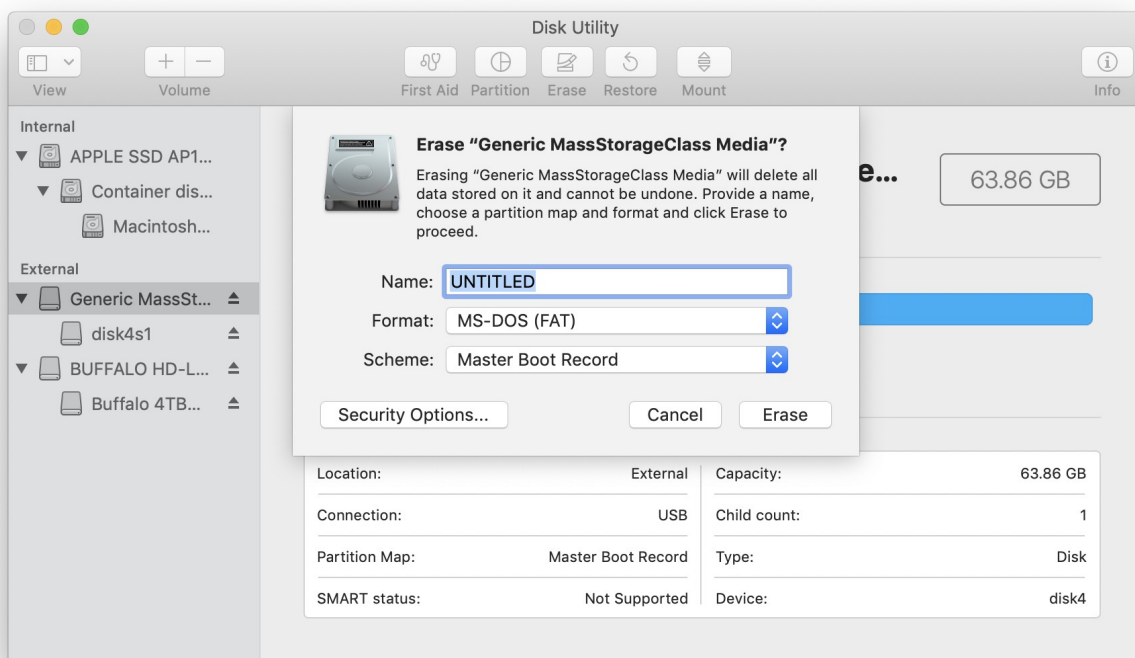 Disk Utility
View
Volume
First Aid
Partition
Erase
Restore
Mount
Info
Internal
APPLE SSD AP1...
Container dis...
Macintosh...
External
Generic MassSt...
disk4s1
BUFFALO HD-L...
Buffalo 4TB...
Erase “Generic MassStorageClass Media”?
Erasing “Generic MassStorageClass Media” will delete all
data stored on it and cannot be undone. Provide a name,
choose a partition map and format and click Erase to
proceed.
Name: UNTITLED
Format: MS-DOS (FAT)
Scheme: Master Boot Record
Security Options...
Cancel
Erase
e...
63.86 GB
Location: External
Capacity: 63.86 GB
Connection: USB
Child count: 1
Partition Map: Master Boot Record
Type: Disk
SMART status: Not Supported
Device: disk4